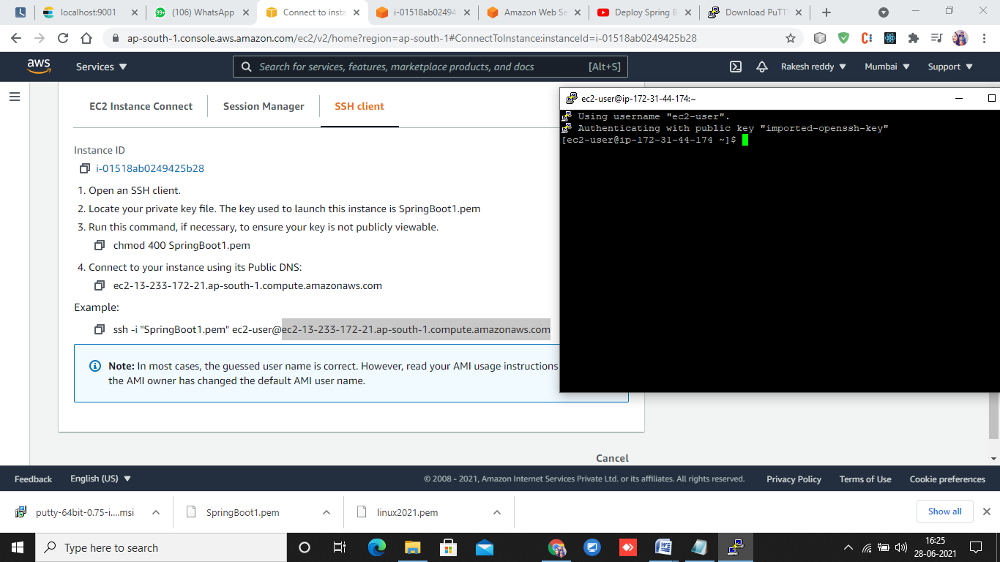 localhost:9001
(106) WhatsApp
Connect to insta
i-01518ab02494
Amazon Web Se
Deploy Spring B
Download PuTT
ap-south-1.console.aws.amazon.com/ec2/v2/home?region=ap-south-1#ConnectToInstance:instanceId=i-01518ab0249425b28
aws
Services
Search for services, features, marketplace products, and docs
[Alt+S]
Rakesh reddy
Mumbai
Support
EC2 Instance Connect
Session Manager
SSH client
Instance ID
i-01518ab0249425b28
1. Open an SSH client.
2. Locate your private key file. The key used to launch this instance is SpringBoot1.pem
3. Run this command, if necessary, to ensure your key is not publicly viewable.
chmod 400 SpringBoot1.pem
4. Connect to your instance using its Public DNS:
ec2-13-233-172-21.ap-south-1.compute.amazonaws.com
Example:
ssh -i "SpringBoot1.pem" ec2-user@ec2-13-233-172-21.ap-south-1.compute.amazonaws.com
Note: In most cases, the guessed user name is correct. However, read your AMI usage instructions
the AMI owner has changed the default AMI user name.
Cancel
ec2-user@ip-172-31-44-174:~
Using username "ec2-user".
Authenticating with public key "imported-openssh-key"
[ec2-user@ip-172-31-44-174 ~]$
Feedback
English (US)
© 2008 - 2021, Amazon Internet Services Private Ltd. or its affiliates. All rights reserved.
Privacy Policy
Terms of Use
Cookie preferences
putty-64bit-0.75-i....msi
SpringBoot1.pem
linux2021.pem
Show all
Type here to search
16:25
28-06-2021